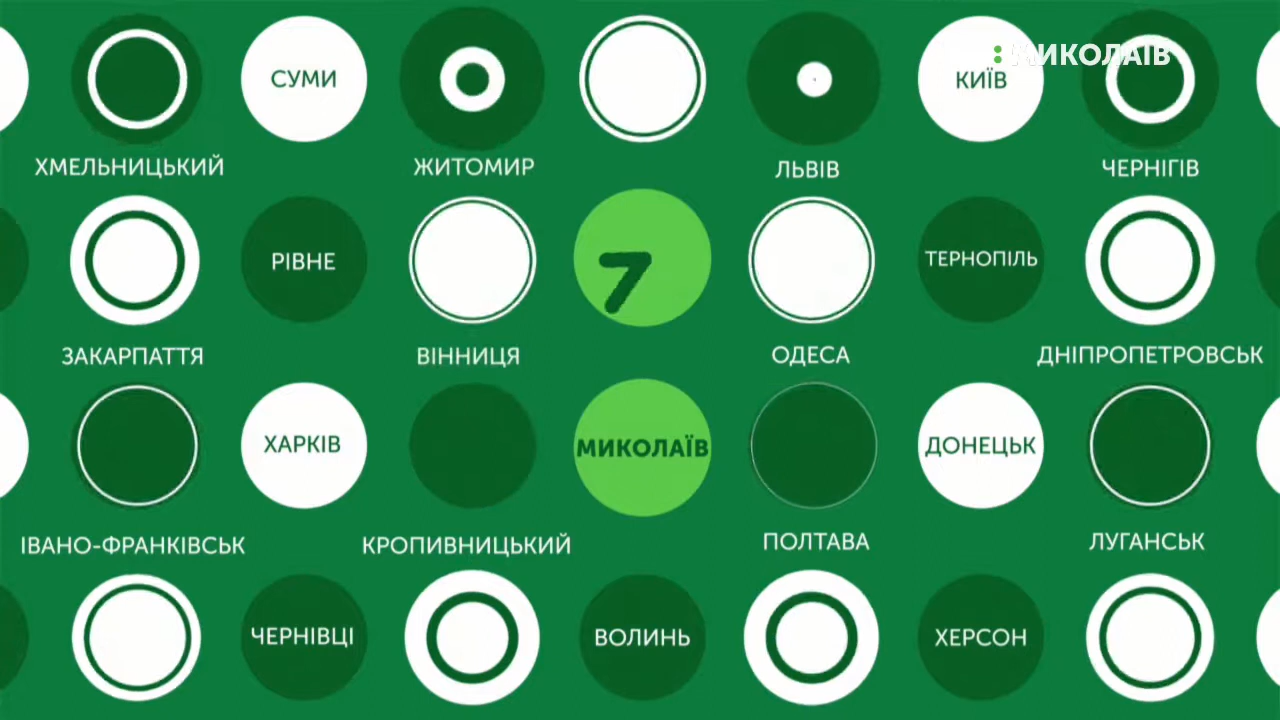 МИКОЛАЇВ
СУМИ
КИЇВ
ХМЕЛЬНИЦЬКИЙ
ЖИТОМИР
ЛЬВІВ
ЧЕРНІГІВ
РІВНЕ
7
ТЕРНОПІЛЬ
ЗАКАРПАТТЯ
ВІННИЦЯ
ОДЕСА
ДНІПРОПЕТРОВСЬК
ХАРКІВ
МИКОЛАЇВ
ДОНЕЦЬК
ІВАНО-ФРАНКІВСЬК
КРОПИВНИЦЬКИЙ
ПОЛТАВА
ЛУГАНСЬК
ЧЕРНІВЦІ
ВОЛИНЬ
ХЕРСОН